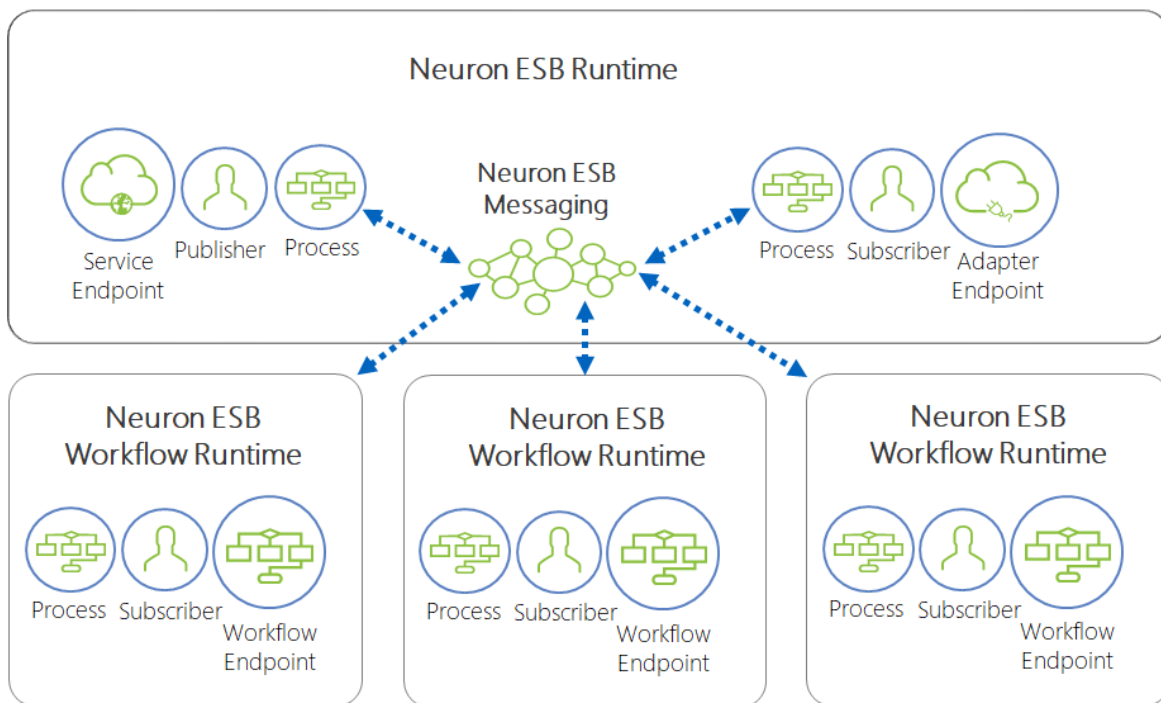 Neuron ESB Runtime
Neuron ESB
Messaging
Service
Endpoint
Publisher
Process
Process
Subscriber
Adapter
Endpoint
Neuron ESB
Workflow Runtime
Process
Subscriber
Workflow
Endpoint
Neuron ESB
Workflow Runtime
Process
Subscriber
Workflow
Endpoint
Neuron ESB
Workflow Runtime
Process
Subscriber
Workflow
Endpoint